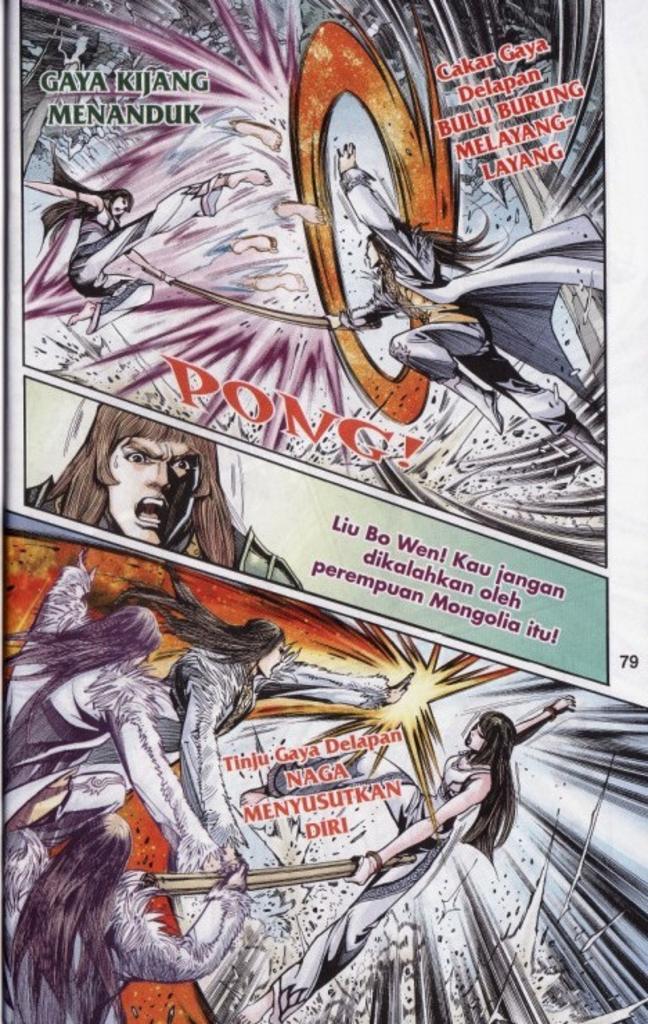 GAYA KIJANG
MENANDUK
Cakar Gaya
Delapan
BULU BURUNG
MELAYANG-
LAYANG
PONG!
Liu Bo Wen! Kau jangan
dikalahkan oleh
perempuan Mongolia itu!
79
Tinju Gaya Delapan
NAGA
MENYUSUTKAN
DIRI